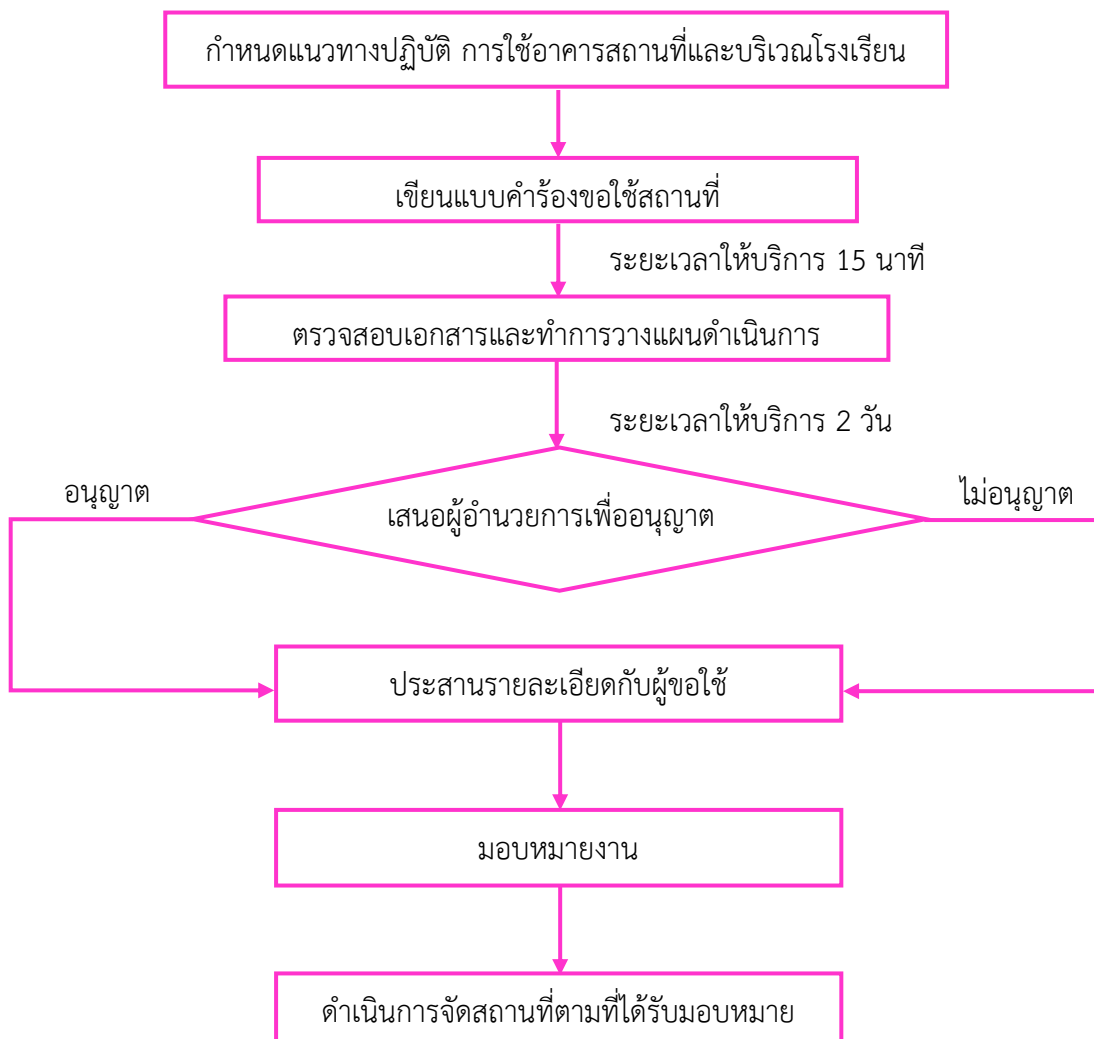 กำหนดแนวทางปฏิบัติ การใช้อาคารสถานที่และบริเวณโรงเรียน
เขียนแบบคำร้องขอใช้สถานที่
ระยะเวลาให้บริการ 15 นาที
ตรวจสอบเอกสารและทำการวางแผนดำเนินการ
ระยะเวลาให้บริการ 2 วัน
อนุญาต
ไม่อนุญาต
เสนอผู้อำนวยการเพื่ออนุญาต
ประสานรายละเอียดกับผู้ขอใช้
มอบหมายงาน
ดำเนินการจัดสถานที่ตามที่ได้รับมอบหมาย